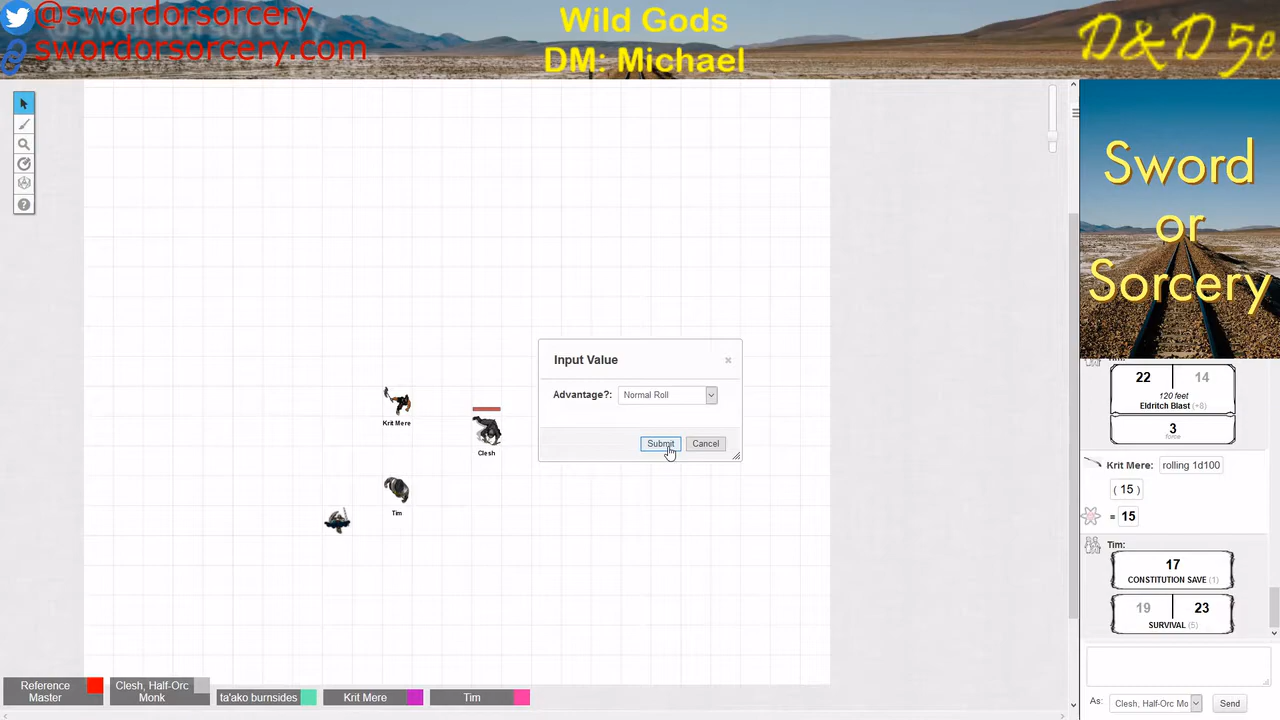 @swordorsorcery
swordorsorcery.com
Wild Gods
DM: Michael
D&D 5e
Sword
or
Sorcery
Input Value
Advantage?: Normal Roll
Submit Cancel
Krit Mere
Clesh
Tim
22 14
120 feet
Eldritch Blast (+8)
3
force
Krit Mere: rolling 1d100
( 15 )
= 15
Tim:
17
CONSTITUTION SAVE (1)
19 23
SURVIVAL (5)
As: Clesh, Half-Orc Mo Send
Reference
Master
Clesh, Half-Orc
Monk
ta'ako burnsides
Krit Mere
Tim